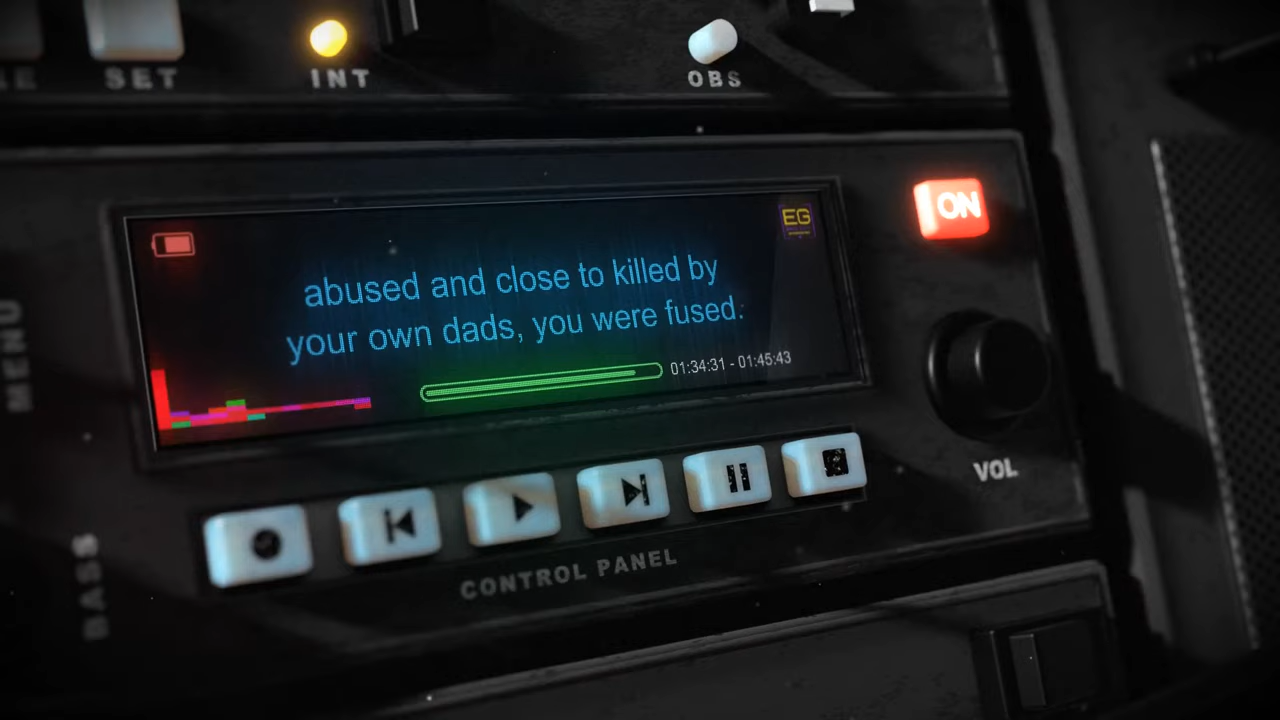 SET
INT
OBS
ON
EG
abused and close to killed by
your own dads, you were fused.
01:34:31 - 01:45:43
MENU
VOL
BASS
CONTROL PANEL